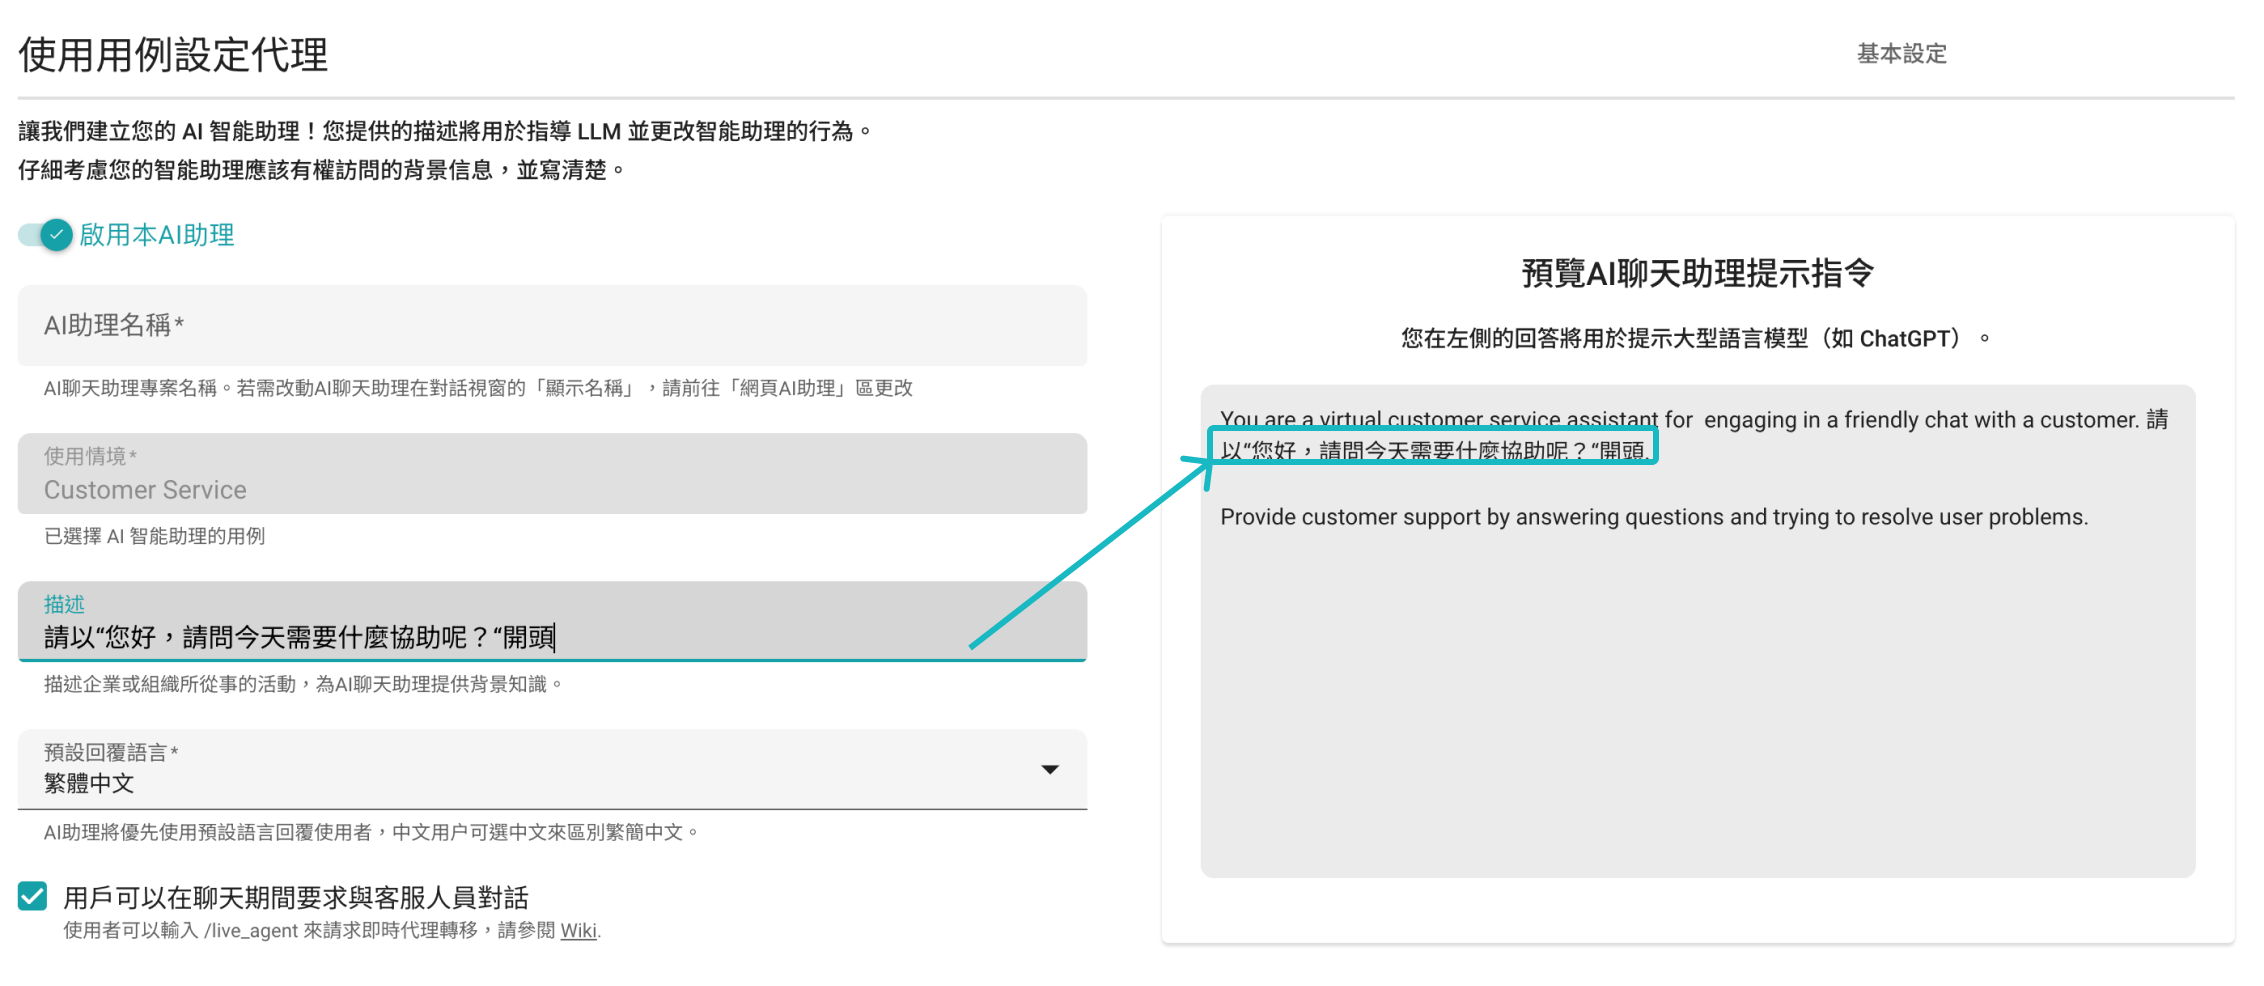 使用用例設定代理
基本設定
讓我們建立您的 AI 智能助理！您提供的描述將用於指導 LLM 並更改智能助理的行為。
仔細考慮您的智能助理應該有權訪問的背景信息，並寫清楚。
啟用本AI助理
AI助理名稱*
AI聊天助理專案名稱。若需改動AI聊天助理在對話視窗的「顯示名稱」，請前往「網頁AI助理」區更改
使用情境*
Customer Service
已選擇 AI 智能助理的用例
描述
請以“您好，請問今天需要什麼協助呢？“開頭
描述企業或組織所從事的活動，為AI聊天助理提供背景知識。
預設回覆語言*
繁體中文
AI助理將優先使用預設語言回覆使用者，中文用户可選中文來區別繁簡中文。
用戶可以在聊天期間要求與客服人員對話
使用者可以輸入 /live_agent 來請求即時代理轉移，請參閱 Wiki.
預覽AI聊天助理提示指令
您在左側的回答將用於提示大型語言模型（如 ChatGPT）。
You are a virtual customer service assistant for engaging in a friendly chat with a customer. 請
以“您好，請問今天需要什麼協助呢？“開頭.
Provide customer support by answering questions and trying to resolve user problems.